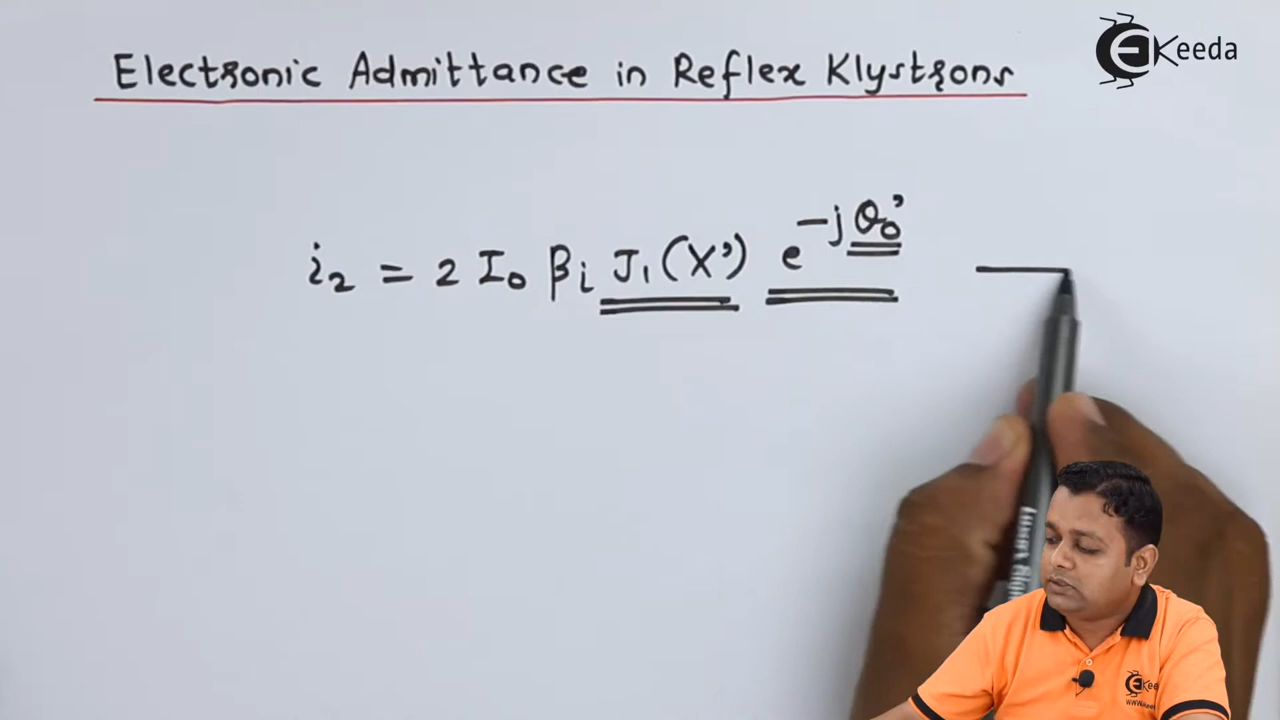 Electronic Admittance in Reflex Klystrons
EKeeda
i₂ = 2 I₀ βi J₁(X') e^-jθ₀'